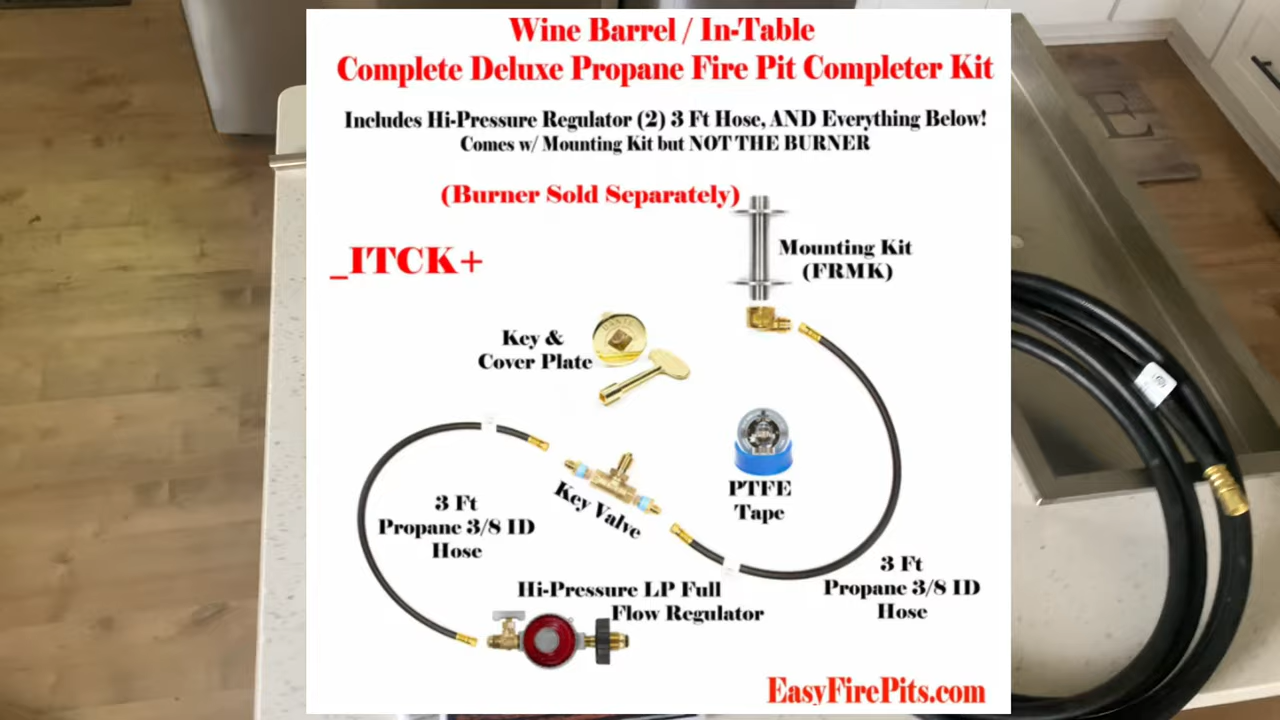 Wine Barrel / In-Table
Complete Deluxe Propane Fire Pit Completer Kit
Includes Hi-Pressure Regulator (2) 3 Ft Hose, AND Everything Below!
Comes w/ Mounting Kit but NOT THE BURNER
(Burner Sold Separately)
_ITCK+
Mounting Kit
(FRMK)
Key &
Cover Plate
PTFE
Tape
Key Valve
3 Ft
Propane 3/8 ID
Hose
3 Ft
Propane 3/8 ID
Hose
Hi-Pressure LP Full
Flow Regulator
EasyFirePits.com